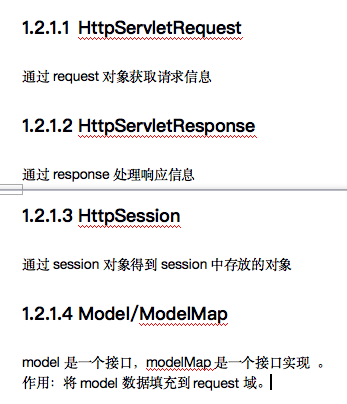 1.2.1.1 HttpServletRequest
通过 request 对象获取请求信息
1.2.1.2 HttpServletResponse
通过 response 处理响应信息
1.2.1.3 HttpSession
通过 session 对象得到 session 中存放的对象
1.2.1.4 Model/ModelMap
model 是一个接口，modelMap 是一个接口实现 。
作用：将 model 数据填充到 request 域。